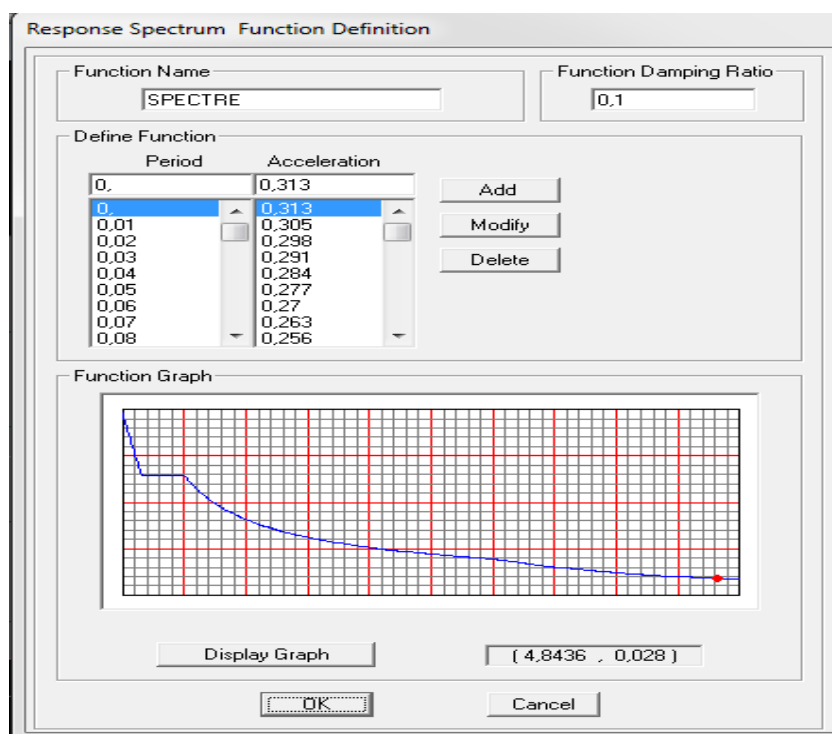 Response Spectrum Function Definition
Function Name
SPECTRE
Function Damping Ratio
0,1
Define Function
Period Acceleration
0, 0,313
0, 0,313
0,01 0,305
0,02 0,298
0,03 0,291
0,04 0,284
0,05 0,277
0,06 0,27
0,07 0,263
0,08 0,256
Add
Modify
Delete
Function Graph
Display Graph
( 4,8436 , 0,028 )
OK Cancel